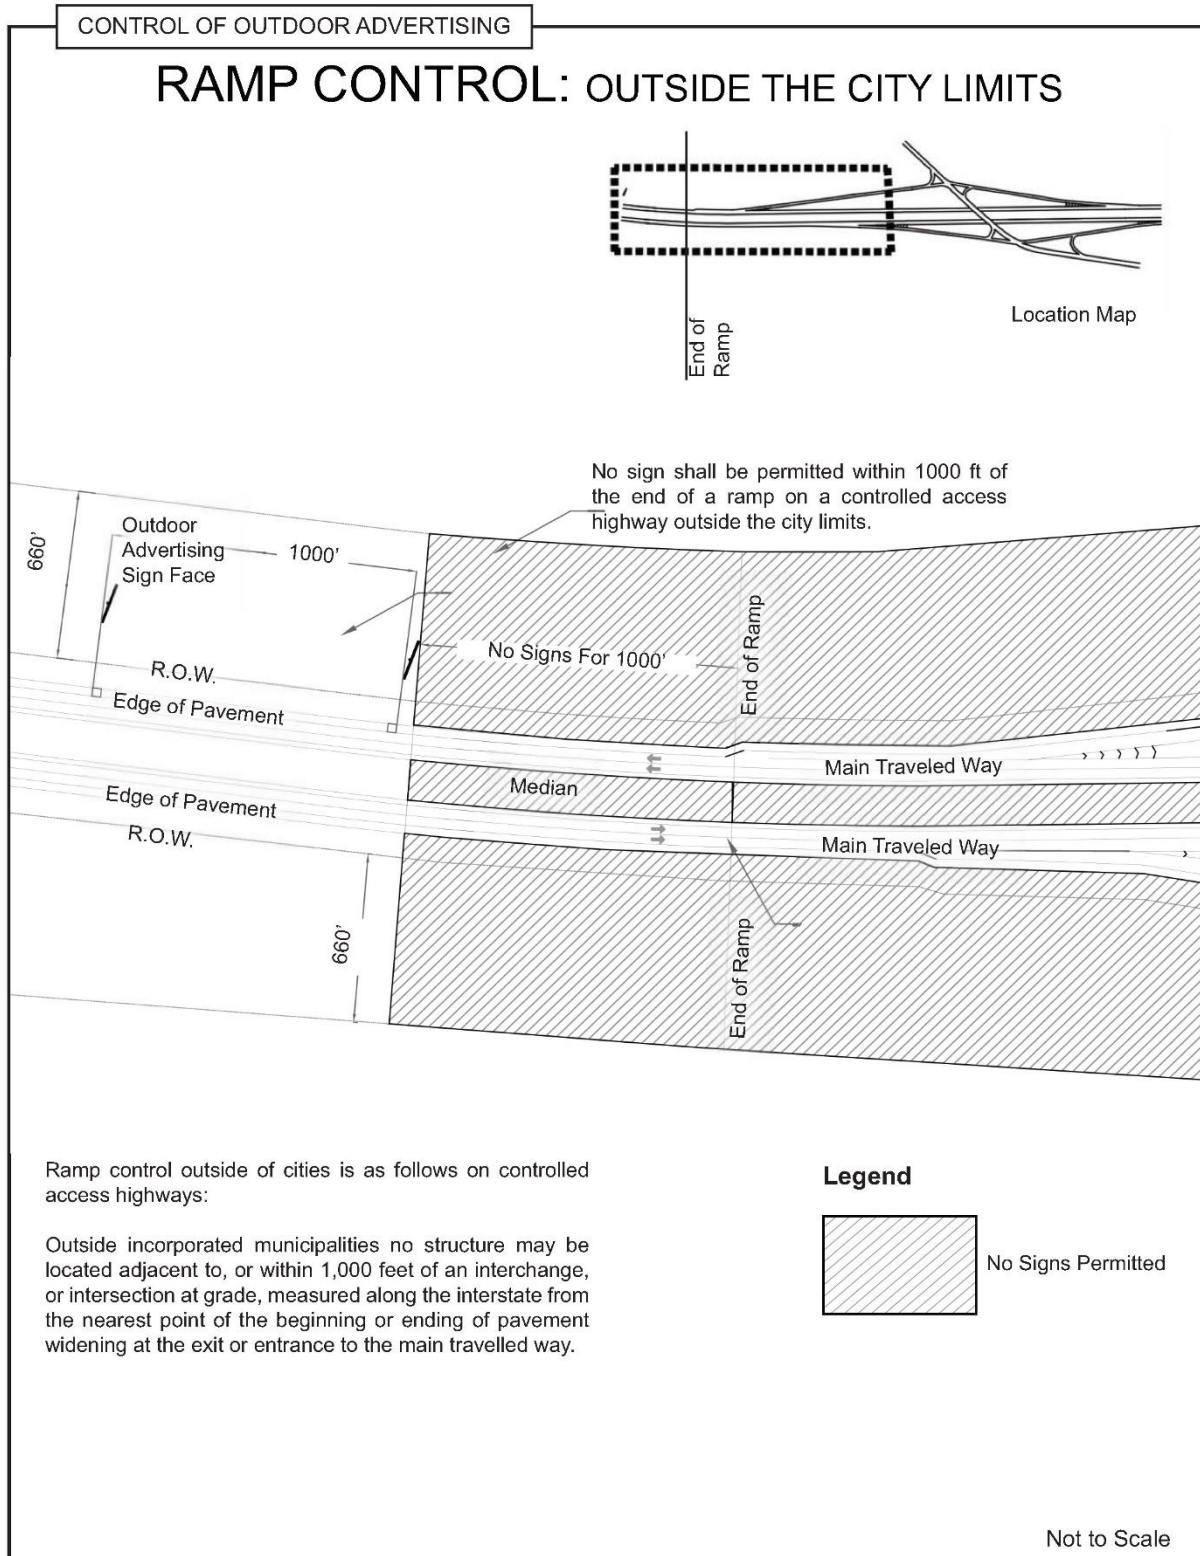 CONTROL OF OUTDOOR ADVERTISING
RAMP CONTROL: OUTSIDE THE CITY LIMITS
End of
Ramp
Location Map
No sign shall be permitted within 1000 ft of
the end of a ramp on a controlled access
highway outside the city limits.
660'
Outdoor
Advertising
Sign Face
1000'
No Signs For 1000'
End of Ramp
R.O.W.
Edge of Pavement
Main Traveled Way
Median
Edge of Pavement
R.O.W.
Main Traveled Way
660'
End of Ramp
Ramp control outside of cities is as follows on controlled
access highways:
Outside incorporated municipalities no structure may be
located adjacent to, or within 1,000 feet of an interchange,
or intersection at grade, measured along the interstate from
the nearest point of the beginning or ending of pavement
widening at the exit or entrance to the main travelled way.
Legend
No Signs Permitted
Not to Scale